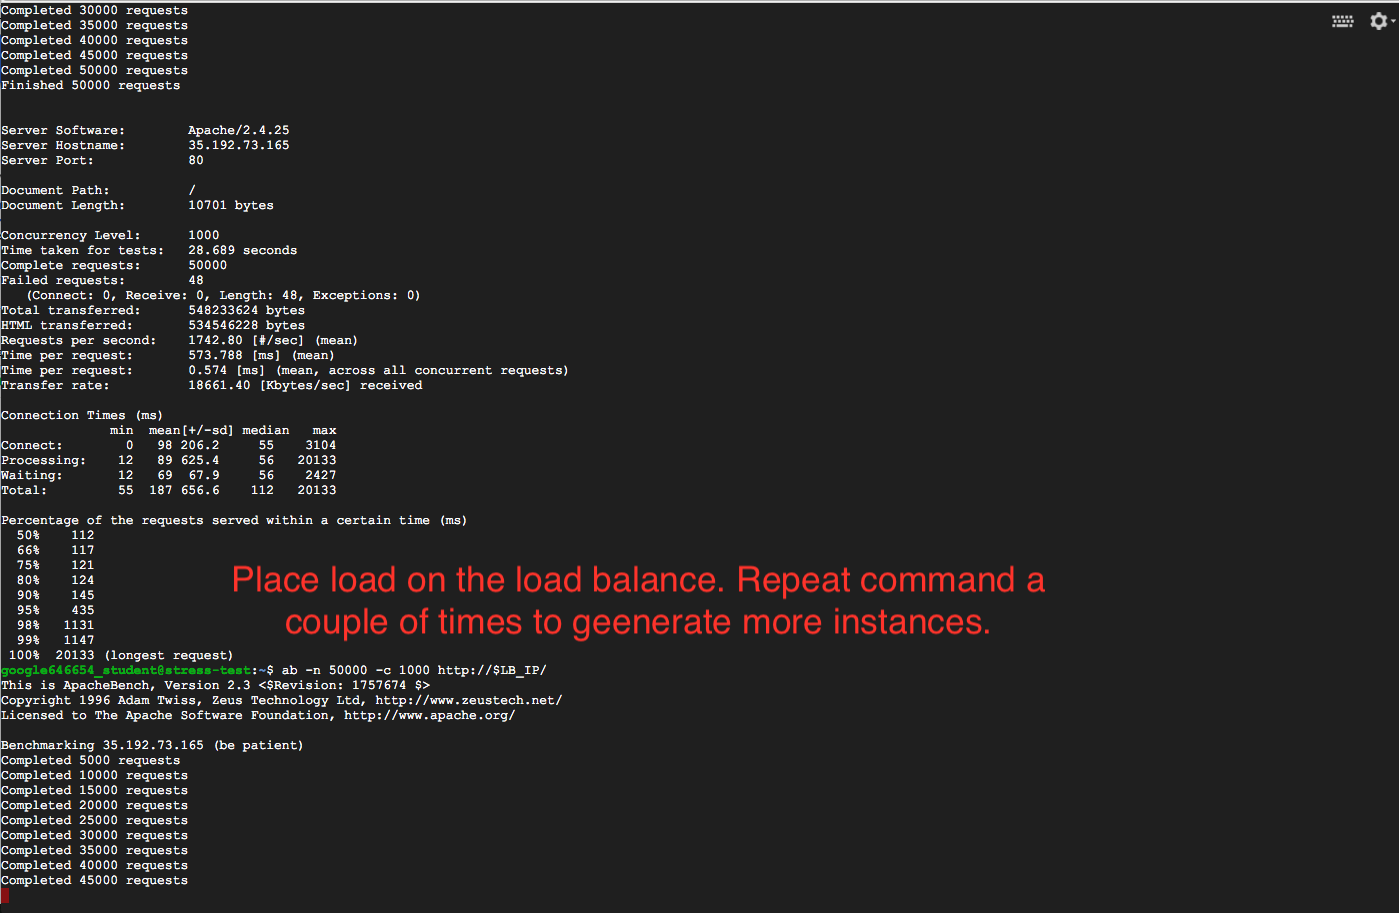 Completed 30000 requests
Completed 35000 requests
Completed 40000 requests
Completed 45000 requests
Completed 50000 requests
Finished 50000 requests
Server Software:        Apache/2.4.25
Server Hostname:        35.192.73.165
Server Port:            80
Document Path:          /
Document Length:        10701 bytes
Concurrency Level:      1000
Time taken for tests:   28.689 seconds
Complete requests:      50000
Failed requests:        48
   (Connect: 0, Receive: 0, Length: 48, Exceptions: 0)
Total transferred:      548233624 bytes
HTML transferred:       534546228 bytes
Requests per second:    1742.80 [#/sec] (mean)
Time per request:       573.788 [ms] (mean)
Time per request:       0.574 [ms] (mean, across all concurrent requests)
Transfer rate:          18661.40 [Kbytes/sec] received
Connection Times (ms)
              min  mean[+/-sd] median   max
Connect:        0   98 206.2     55    3104
Processing:    12   89 625.4     56   20133
Waiting:       12   69  67.9     56    2427
Total:         55  187 656.6    112   20133
Percentage of the requests served within a certain time (ms)
  50%    112
  66%    117
  75%    121
  80%    124
  90%    145
  95%    435
  98%   1131
  99%   1147
 100%  20133 (longest request)
Place load on the load balance. Repeat command a
couple of times to geenerate more instances.
google646654_student@stress-test:~$ ab -n 50000 -c 1000 http://$LB_IP/
This is ApacheBench, Version 2.3 <$Revision: 1757674 $>
Copyright 1996 Adam Twiss, Zeus Technology Ltd, http://www.zeustech.net/
Licensed to The Apache Software Foundation, http://www.apache.org/
Benchmarking 35.192.73.165 (be patient)
Completed 5000 requests
Completed 10000 requests
Completed 15000 requests
Completed 20000 requests
Completed 25000 requests
Completed 30000 requests
Completed 35000 requests
Completed 40000 requests
Completed 45000 requests